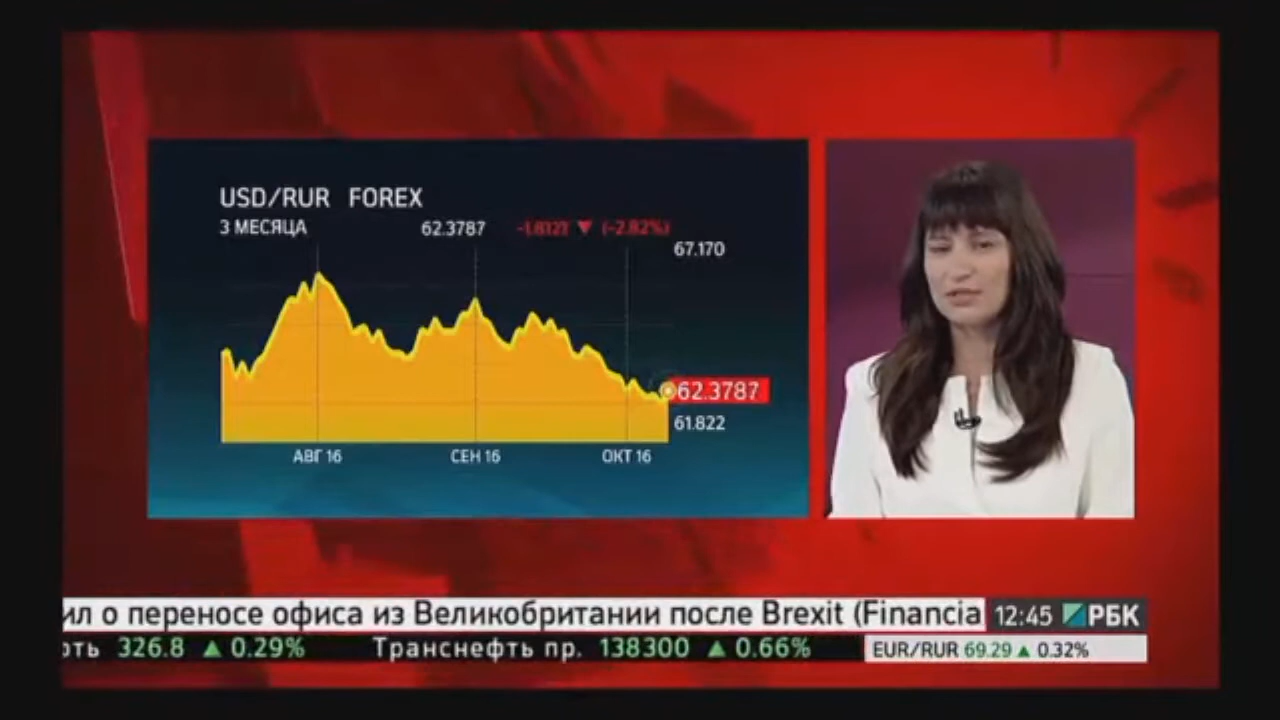 USD/RUR FOREX
3 МЕСЯЦА 62.3787 (-2.82%)
67.170
62.3787
61.822
АВГ 16 СЕН 16 ОКТ 16
ил о переносе офиса из Великобритании после Brexit (Financia 12:45 РБК
ть 326.8 ▲ 0.29% Транснефть пр. 138300 ▲ 0.66% EUR/RUR 69.29 ▲ 0.32%